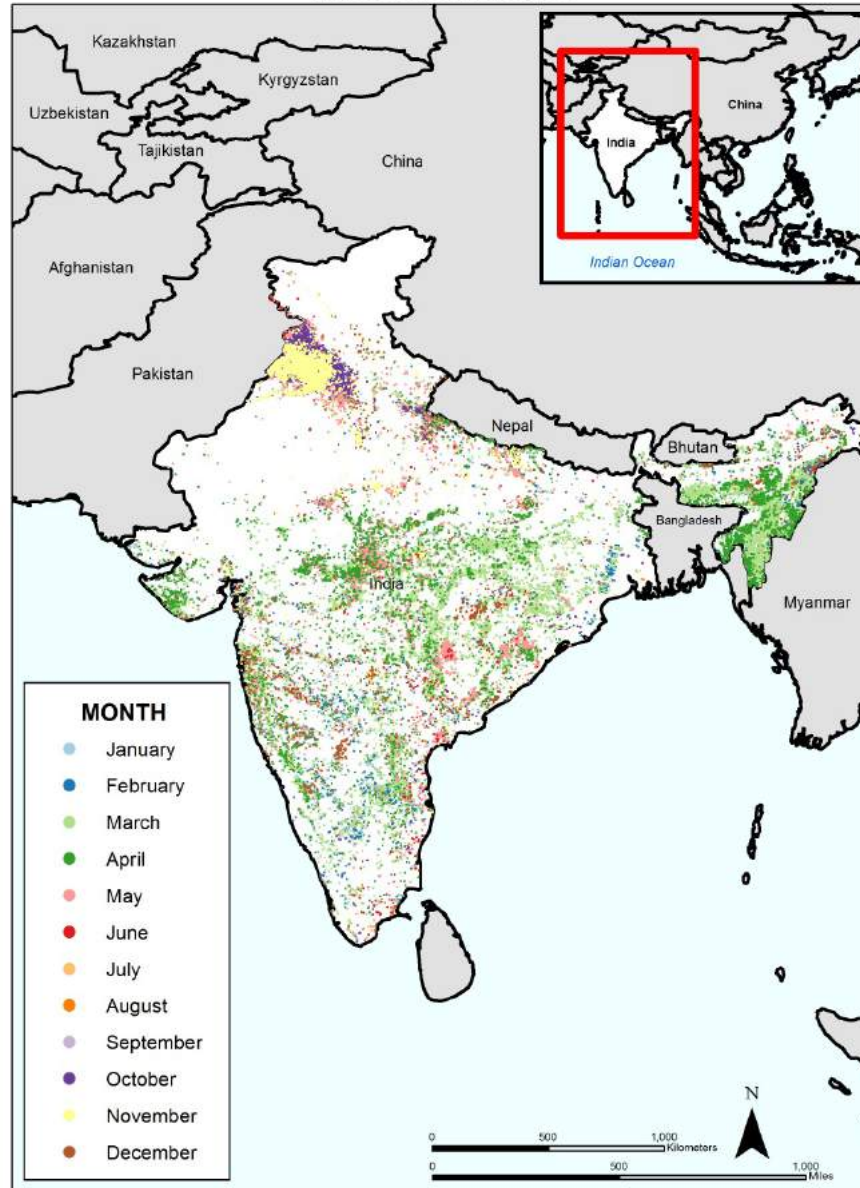 Kazakhstan
Kyrgyzstan
Uzbekistan
Tajikistan
China
Afghanistan
Pakistan
Nepal
Bhutan
Bangladesh
India
Myanmar
China
India
Indian Ocean
MONTH
January
February
March
April
May
June
July
August
September
October
November
December
N
0 500 1,000
Kilometers
0 500 1,000
Miles